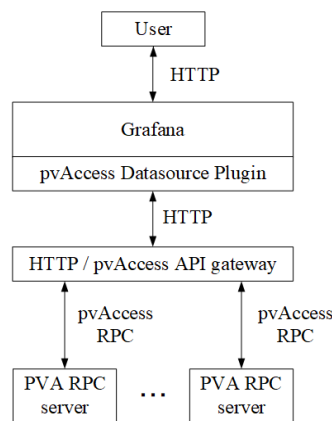 User
HTTP
Grafana
pvAccess Datasource Plugin
HTTP
HTTP / pvAccess API gateway
pvAccess
RPC
pvAccess
RPC
PVA RPC
server
...
PVA RPC
server